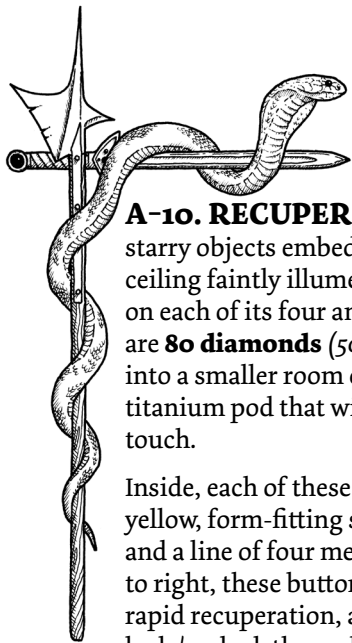 A-10. RECUPER
starry objects embed
ceiling faintly illume
on each of its four ar
are 80 diamonds (50
into a smaller room
titanium pod that wi
touch.
Inside, each of these
yellow, form-fitting s
and a line of four me
to right, these button
rapid recuperation, a